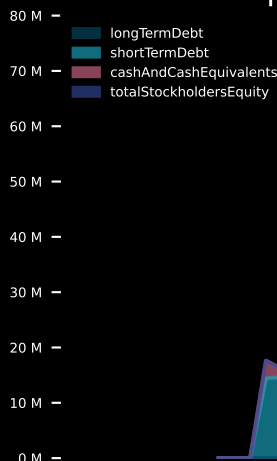 80 M
longTermDebt
shortTermDebt
70 M
cashAndCashEquivalents
totalStockholdersEquity
60 M
50 M
40 M
30 M
20 M
10 M
0 M